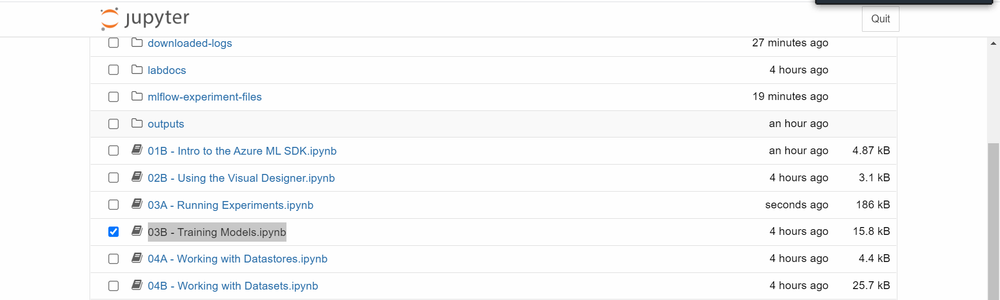 jupyter
Quit
downloaded-logs 27 minutes ago
labdocs 4 hours ago
mlflow-experiment-files 19 minutes ago
outputs an hour ago
01B - Intro to the Azure ML SDK.ipynb an hour ago 4.87 kB
02B - Using the Visual Designer.ipynb 4 hours ago 3.1 kB
03A - Running Experiments.ipynb seconds ago 186 kB
03B - Training Models.ipynb 4 hours ago 15.8 kB
04A - Working with Datastores.ipynb 4 hours ago 4.4 kB
04B - Working with Datasets.ipynb 4 hours ago 25.7 kB